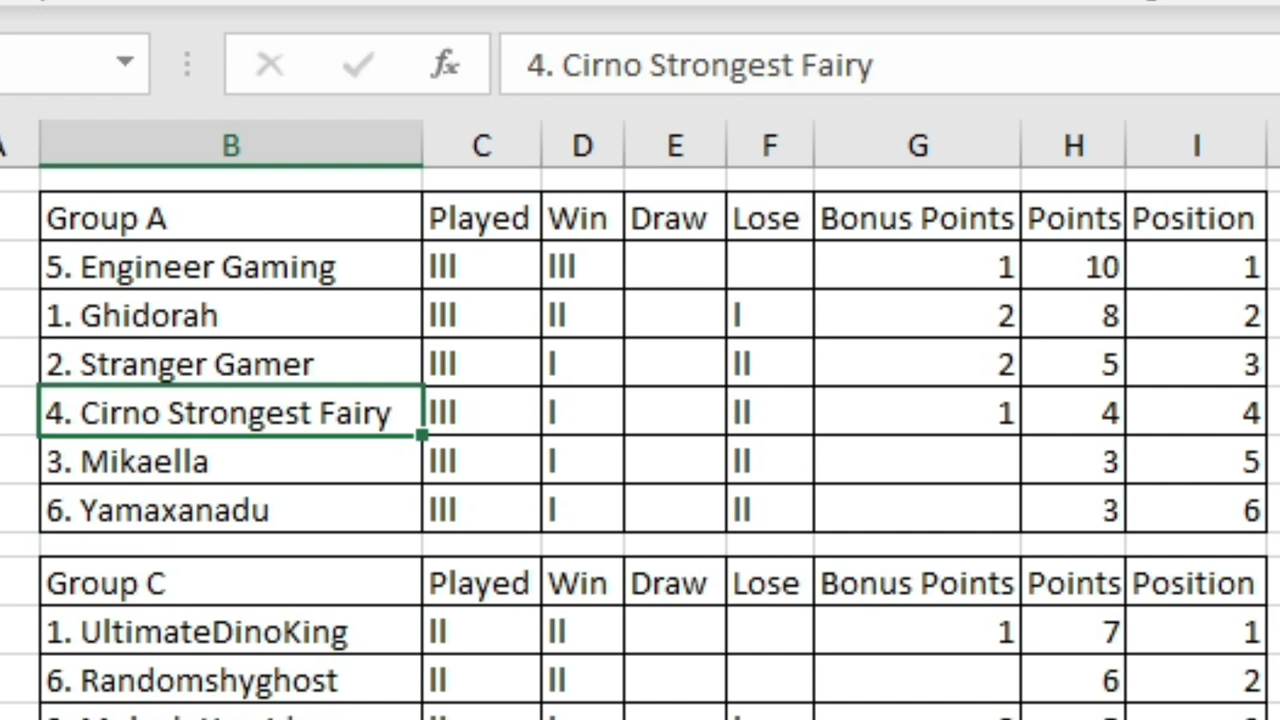 fx 4. Cirno Strongest Fairy
B C D E F G H I
Group A Played Win Draw Lose Bonus Points Points Position
5. Engineer Gaming III III 1 10 1
1. Ghidorah III II I 2 8 2
2. Stranger Gamer III I II 2 5 3
4. Cirno Strongest Fairy III I II 1 4 4
3. Mikaella III I II 3 5
6. Yamaxanadu III I II 3 6
Group C Played Win Draw Lose Bonus Points Points Position
1. UltimateDinoKing II II 1 7 1
6. Randomshyghost II II 6 2